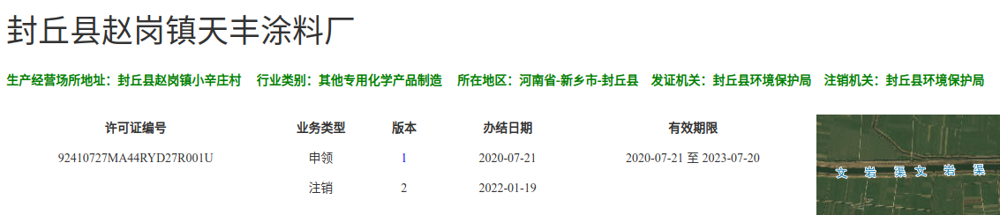 封丘县赵岗镇天丰涂料厂
生产经营场所地址：封丘县赵岗镇小辛庄村 行业类别：其他专用化学产品制造 所在地区：河南省-新乡市-封丘县 发证机关：封丘县环境保护局 注销机关：封丘县环境保护局
许可证编号 业务类型 版本 办结日期 有效期限
92410727MA44RYD27R001U 申领 1 2020-07-21 2020-07-21 至 2023-07-20
注销 2 2022-01-19
文岩渠 文岩渠